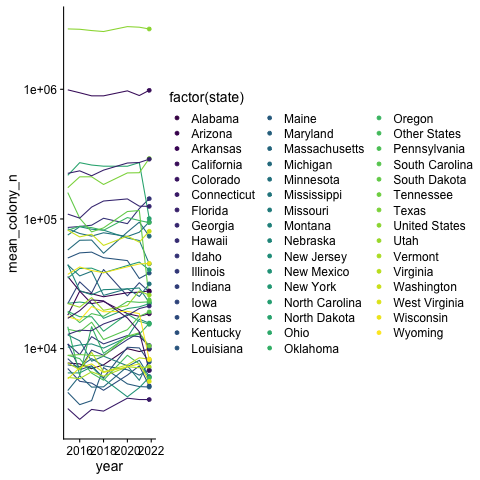 1e+06
1e+05
1e+04
mean_colony_n
2016 2018 2020 2022
year
factor(state)
Alabama
Arizona
Arkansas
California
Colorado
Connecticut
Florida
Georgia
Hawaii
Idaho
Illinois
Indiana
Iowa
Kansas
Kentucky
Louisiana
Maine
Maryland
Massachusetts
Michigan
Minnesota
Mississippi
Missouri
Montana
Nebraska
New Jersey
New Mexico
New York
North Carolina
North Dakota
Ohio
Oklahoma
Oregon
Other States
Pennsylvania
South Carolina
South Dakota
Tennessee
Texas
United States
Utah
Vermont
Virginia
Washington
West Virginia
Wisconsin
Wyoming